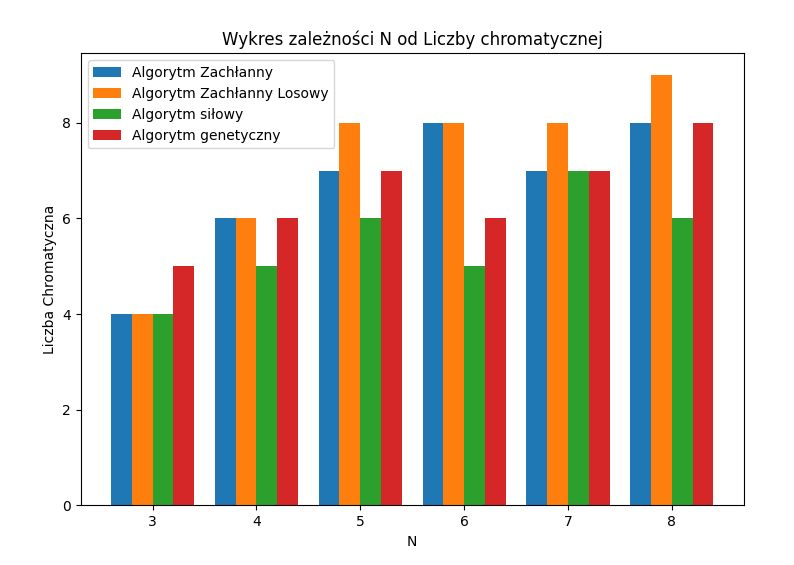 Wykres zależności N od Liczby chromatycznej
Algorytm Zachłanny
Algorytm Zachłanny Losowy
Algorytm siłowy
Algorytm genetyczny
Liczba Chromatyczna
8
6
4
2
0
3 4 5 6 7 8
N